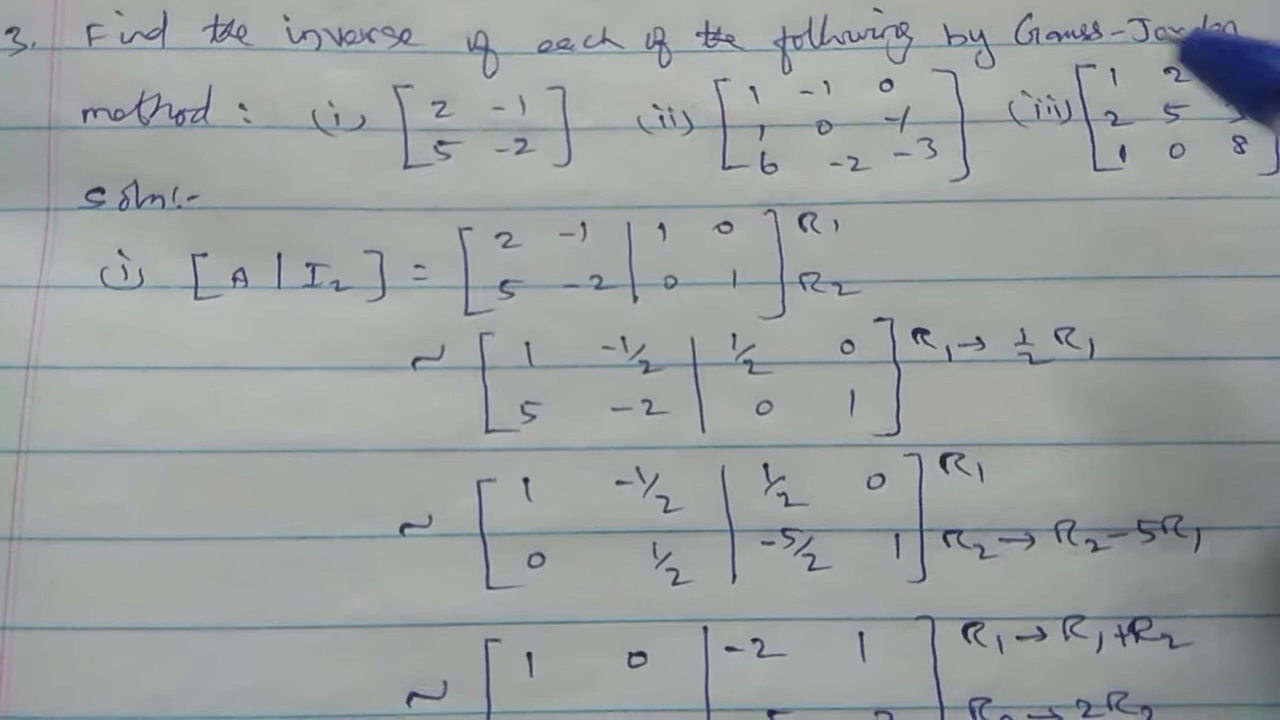 3. Find the inverse of each of the following by Gauss-Jordan
method : (i) [2 -1 (ii) [1 -1 0 (iii) [1 2
5 -2] 1 0 -1 2 5
6 -2 -3] 1 0 8]
Soln:-
(i) [A | I₂] = [2 -1 | 1 0 R₁
5 -2 | 0 1] R₂
~ [1 -1/2 | 1/2 0 R₁ → 1/2 R₁
5 -2 | 0 1]
~ [1 -1/2 | 1/2 0 R₁
0 1/2 | -5/2 1] R₂ → R₂ - 5R₁
~ [1 0 | -2 1 R₁ → R₁ + R₂
R₂ → 2R₂